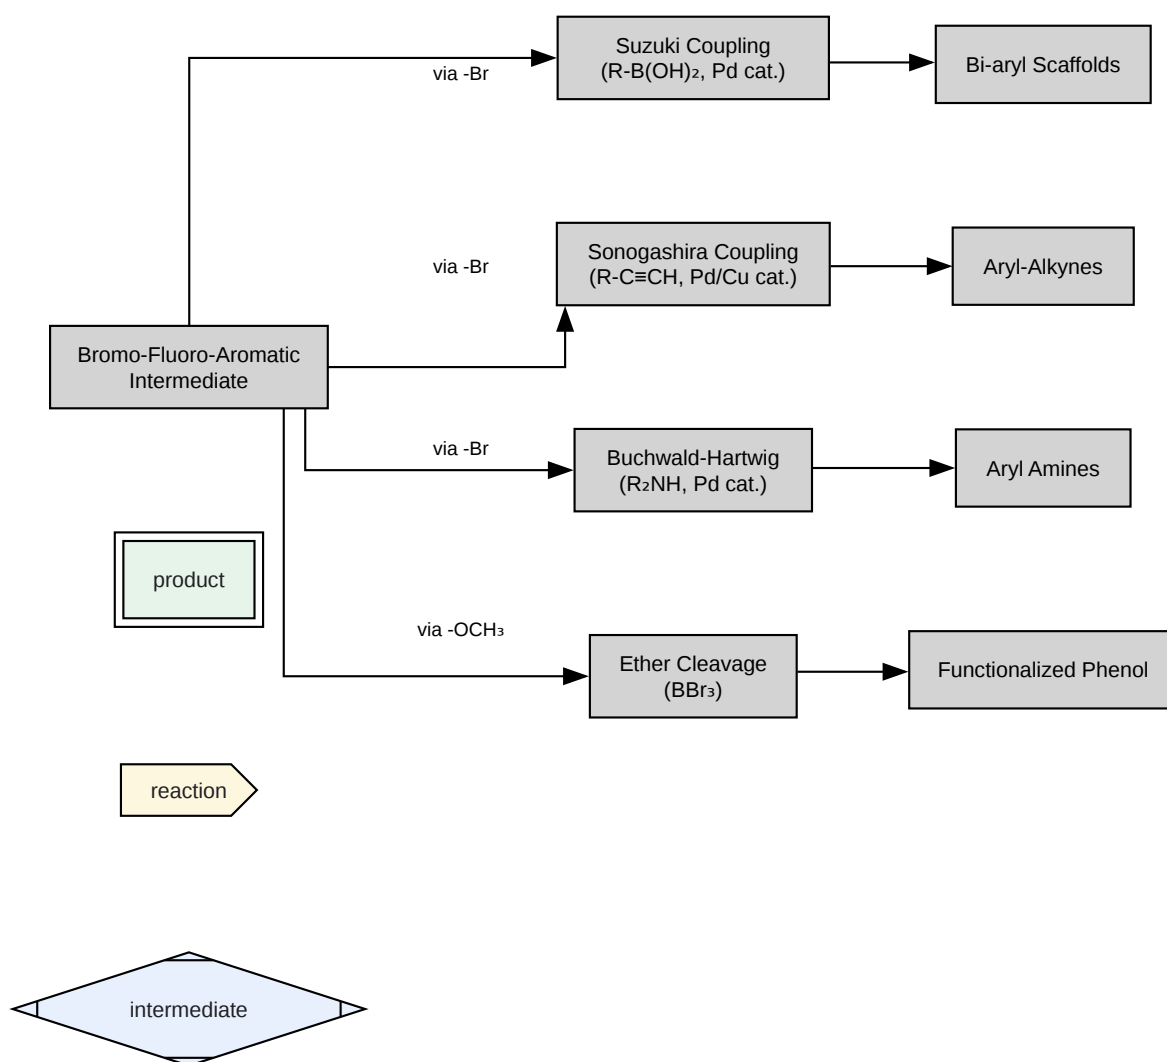 Suzuki Coupling
(R-B(OH)₂, Pd cat.)
Bi-aryl Scaffolds
via -Br
Sonogashira Coupling
(R-C≡CH, Pd/Cu cat.)
Aryl-Alkynes
via -Br
Bromo-Fluoro-Aromatic
Intermediate
via -Br
Buchwald-Hartwig
(R₂NH, Pd cat.)
Aryl Amines
product
via -OCH₃
Ether Cleavage
(BBr₃)
Functionalized Phenol
reaction
intermediate